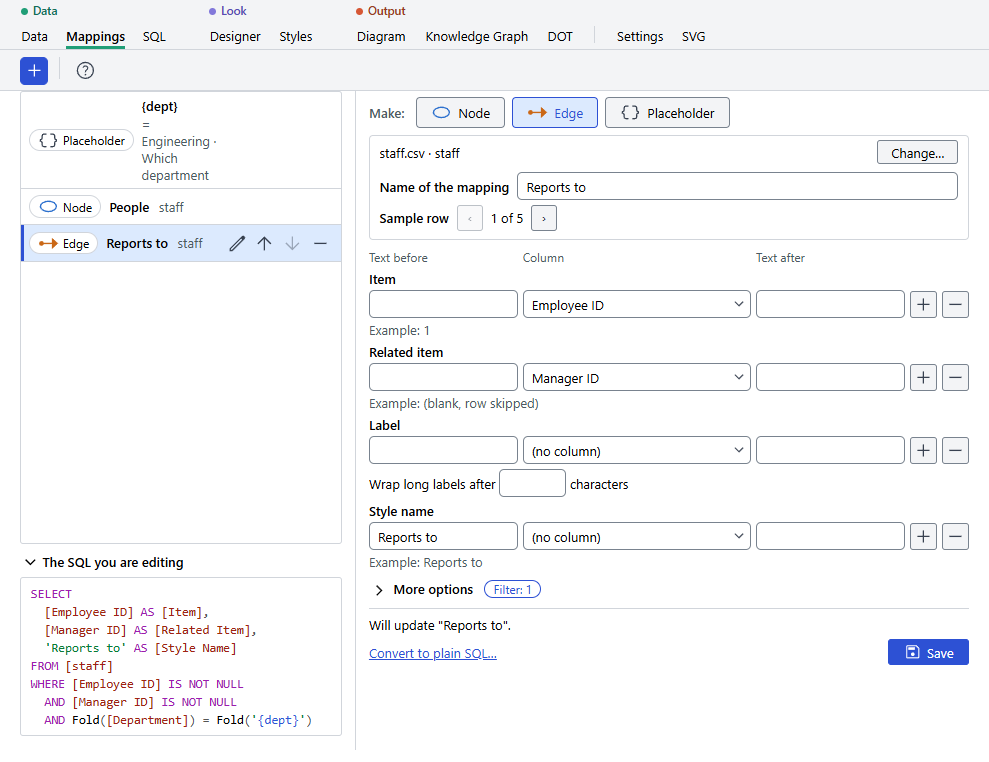 Data
Look
Output
Data
Mappings
SQL
Designer
Styles
Diagram
Knowledge Graph
DOT
Settings
SVG
{dept}
=
Placeholder
Engineering ·
Which
department
Node
People
staff
Edge
Reports to
staff
The SQL you are editing
SELECT
[Employee ID] AS [Item],
[Manager ID] AS [Related Item],
'Reports to' AS [Style Name]
FROM [staff]
WHERE [Employee ID] IS NOT NULL
AND [Manager ID] IS NOT NULL
AND Fold([Department]) = Fold('{dept}')
Make:
Node
Edge
Placeholder
staff.csv · staff
Change...
Name of the mapping
Reports to
Sample row
1 of 5
Text before
Column
Text after
Item
Employee ID
Example: 1
Related item
Manager ID
Example: (blank, row skipped)
Label
(no column)
Wrap long labels after
characters
Style name
Reports to
(no column)
Example: Reports to
More options
Filter: 1
Will update "Reports to".
Convert to plain SQL...
Save